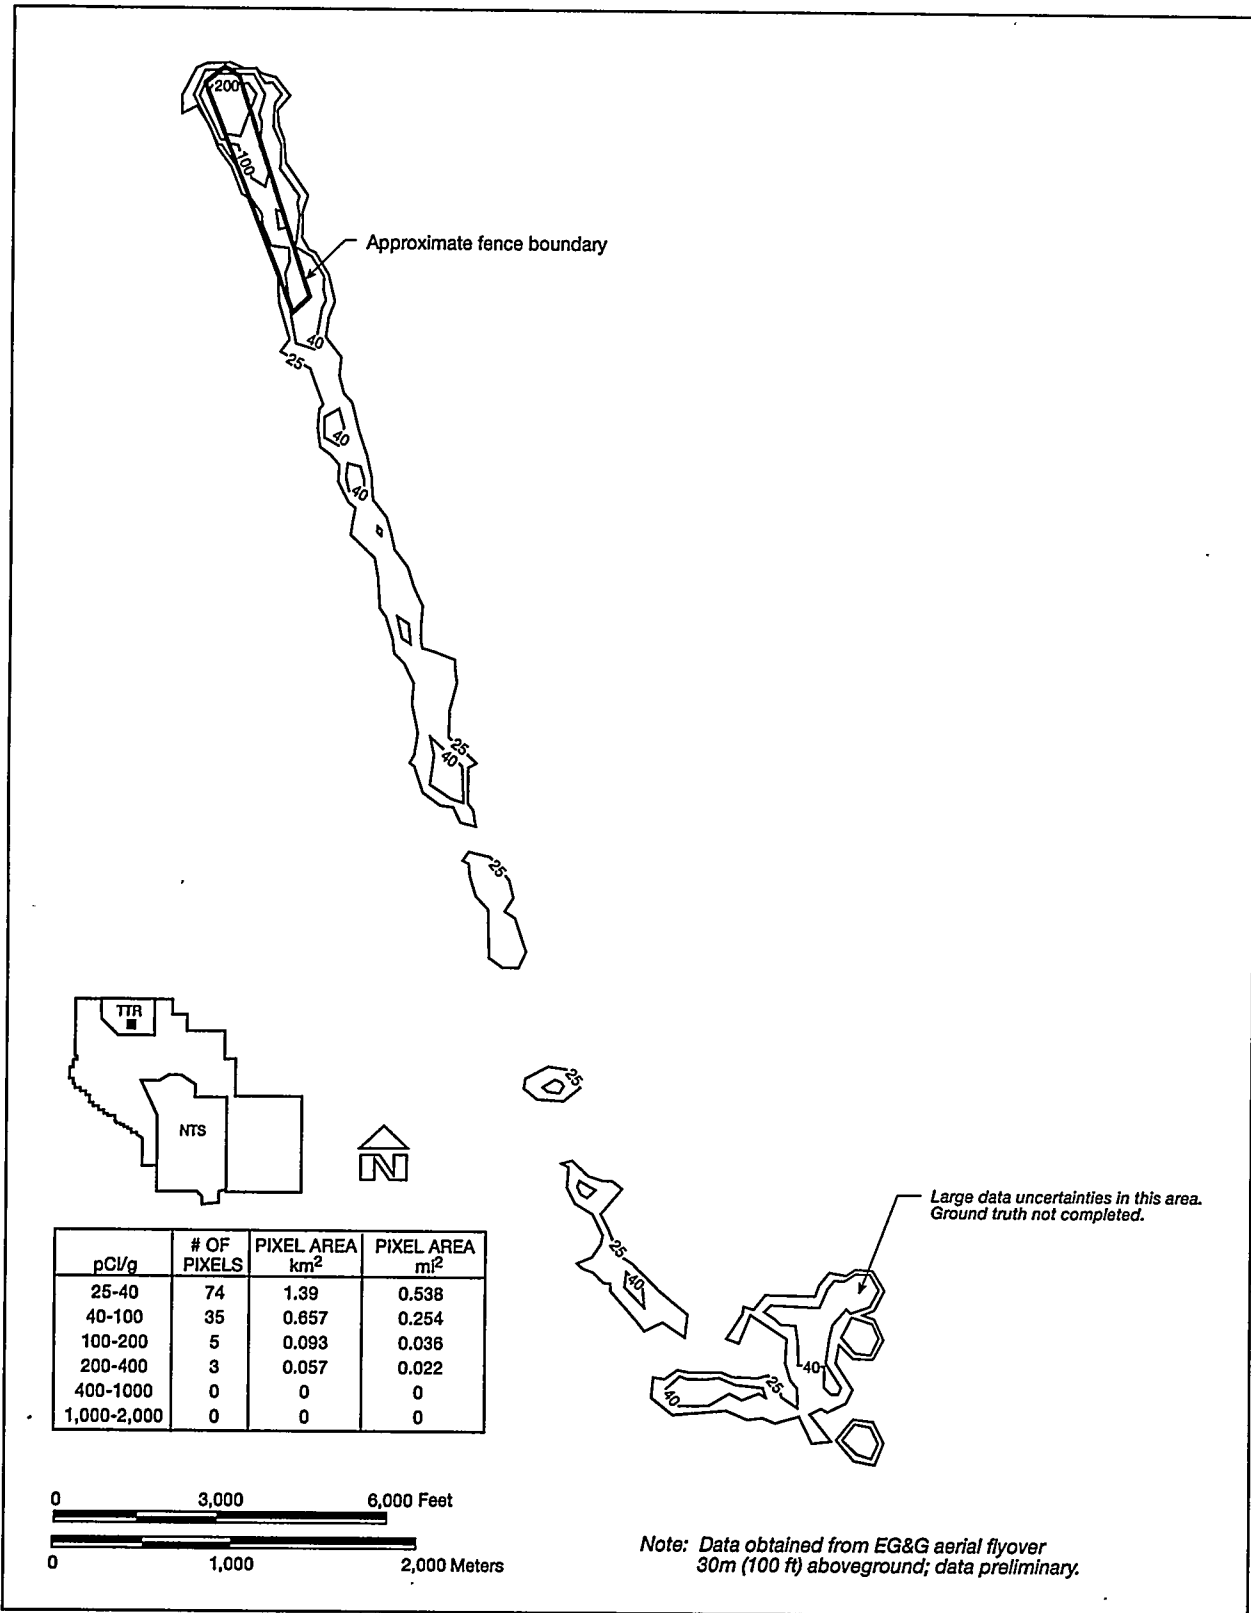 200
100
Approximate fence boundary
40
25
40
40
25
40
25
TTR
NTS
N
25
25
40
Large data uncertainties in this area.
Ground truth not completed.
40
25
40
pCi/g # OF PIXELS PIXEL AREA km² PIXEL AREA mi²
25-40 74 1.39 0.538
40-100 35 0.657 0.254
100-200 5 0.093 0.036
200-400 3 0.057 0.022
400-1000 0 0 0
1,000-2,000 0 0 0
0 3,000 6,000 Feet
0 1,000 2,000 Meters
Note: Data obtained from EG&G aerial flyover
30m (100 ft) aboveground; data preliminary.